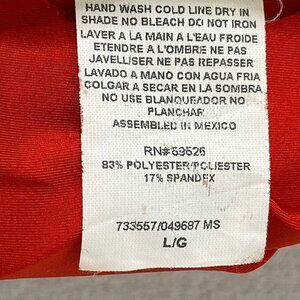 HAND WASH COLD LINE DRY IN
SHADE NO BLEACH DO NOT IRON
LAVER A LA MAIN A L'EAU FROIDE
ETENDRE A L'OMBRE NE PAS
JAVELLISER NE PAS REPASSER
LAVADO A MANO CON AGUA FRIA
COLGAR A SECAR EN LA SOMBRA
NO USE BLANQUEADOR NO
PLANCHAR
ASSEMBLED IN MEXICO
RN#59526
83% POLYESTER/POLIESTER
17% SPANDEX
733557/049687 MS
L/G